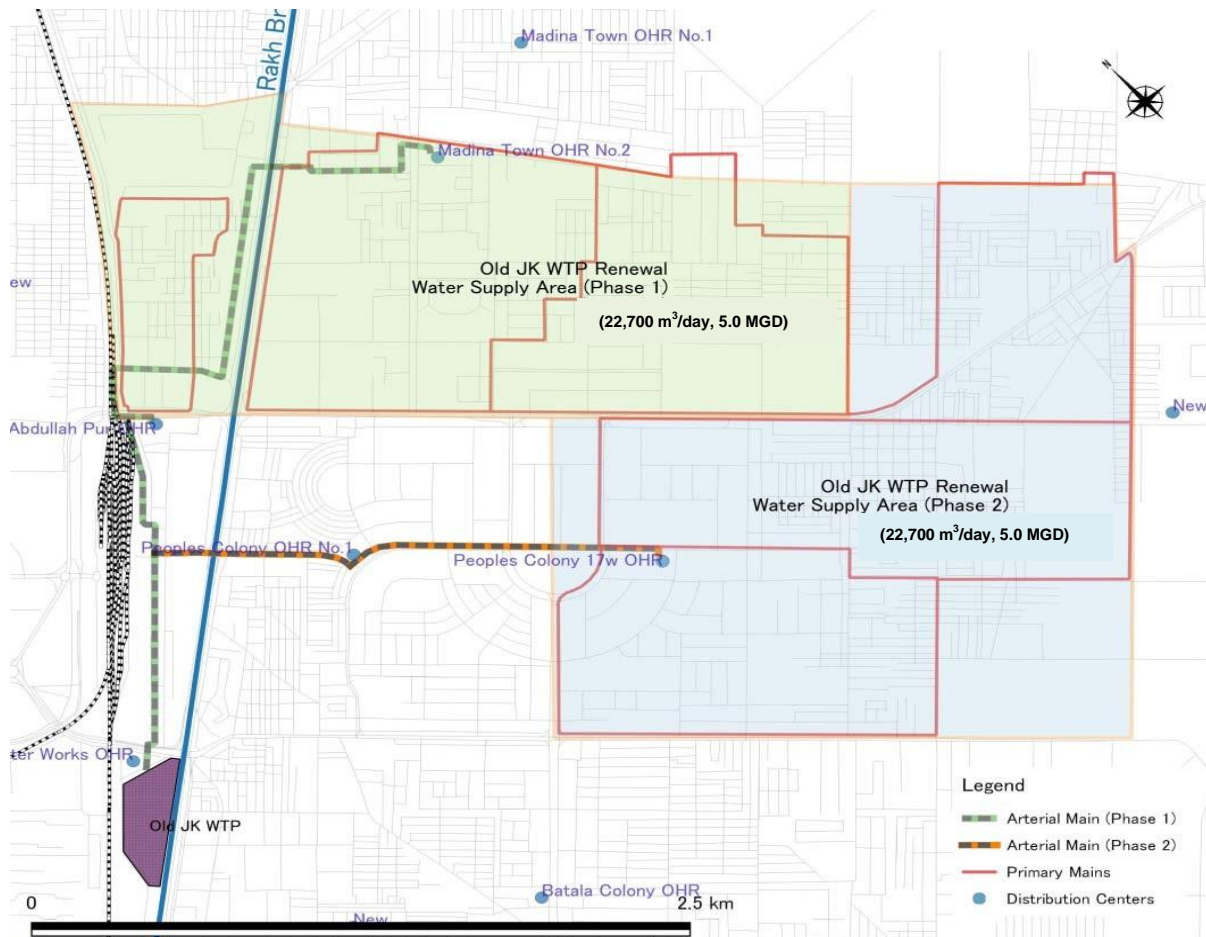 Rakh Br
Madina Town OHR No.1
N
Madina Town OHR No.2
Old JK WTP Renewal
Water Supply Area (Phase 1)
(22,700 m³/day, 5.0 MGD)
ew
New
Abdullah Pur OHR
Old JK WTP Renewal
Water Supply Area (Phase 2)
(22,700 m³/day, 5.0 MGD)
Peoples Colony OHR No.1
Peoples Colony 17w OHR
ter Works OHR
Old JK WTP
Legend
Arterial Main (Phase 1)
Arterial Main (Phase 2)
Primary Mains
Distribution Centers
Batala Colony OHR
New
0
2.5 km